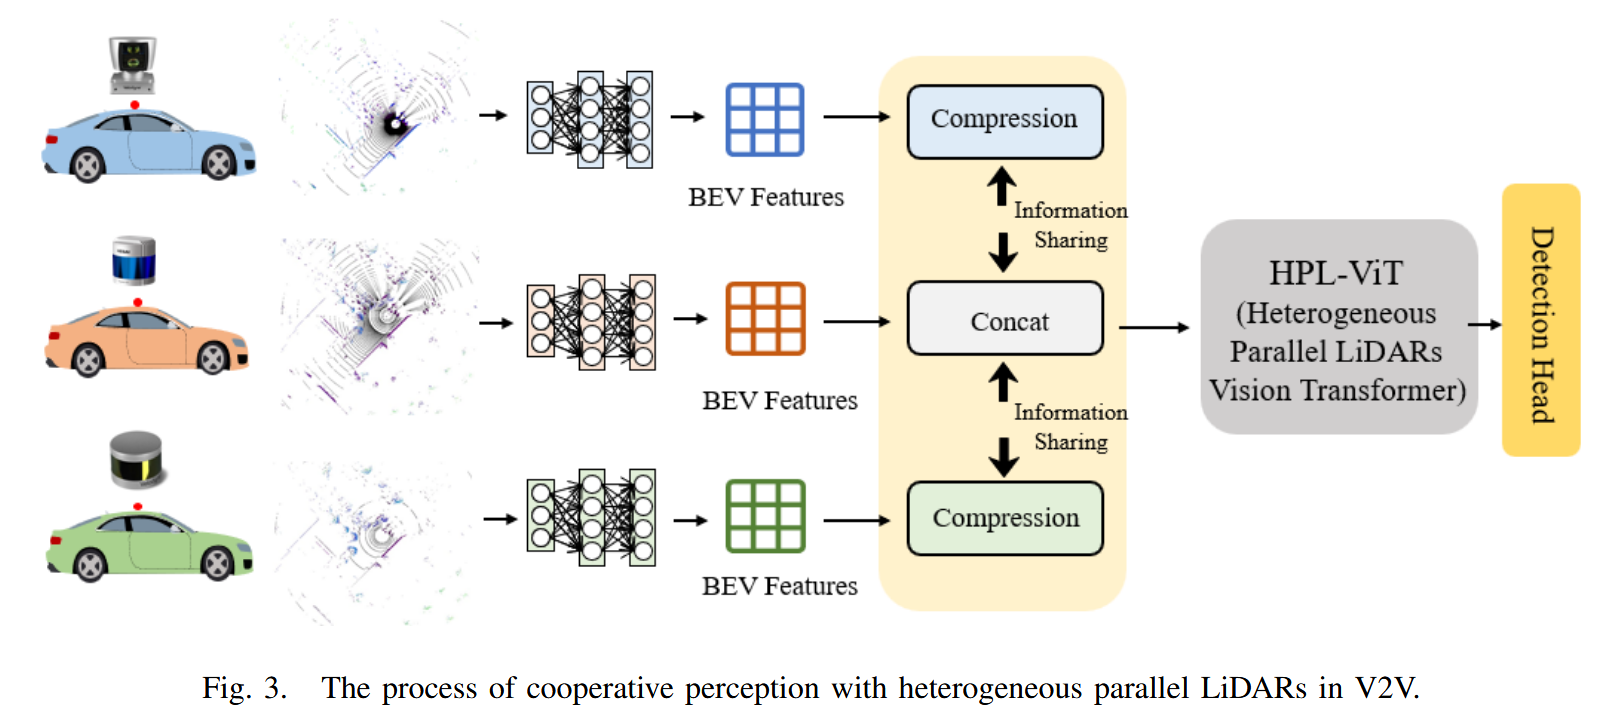 BEV Features
BEV Features
BEV Features
Compression
Information
Sharing
Concat
Information
Sharing
Compression
HPL-ViT
(Heterogeneous
Parallel LiDARs
Vision Transformer)
Detection Head
Fig. 3. The process of cooperative perception with heterogeneous parallel LiDARs in V2V.